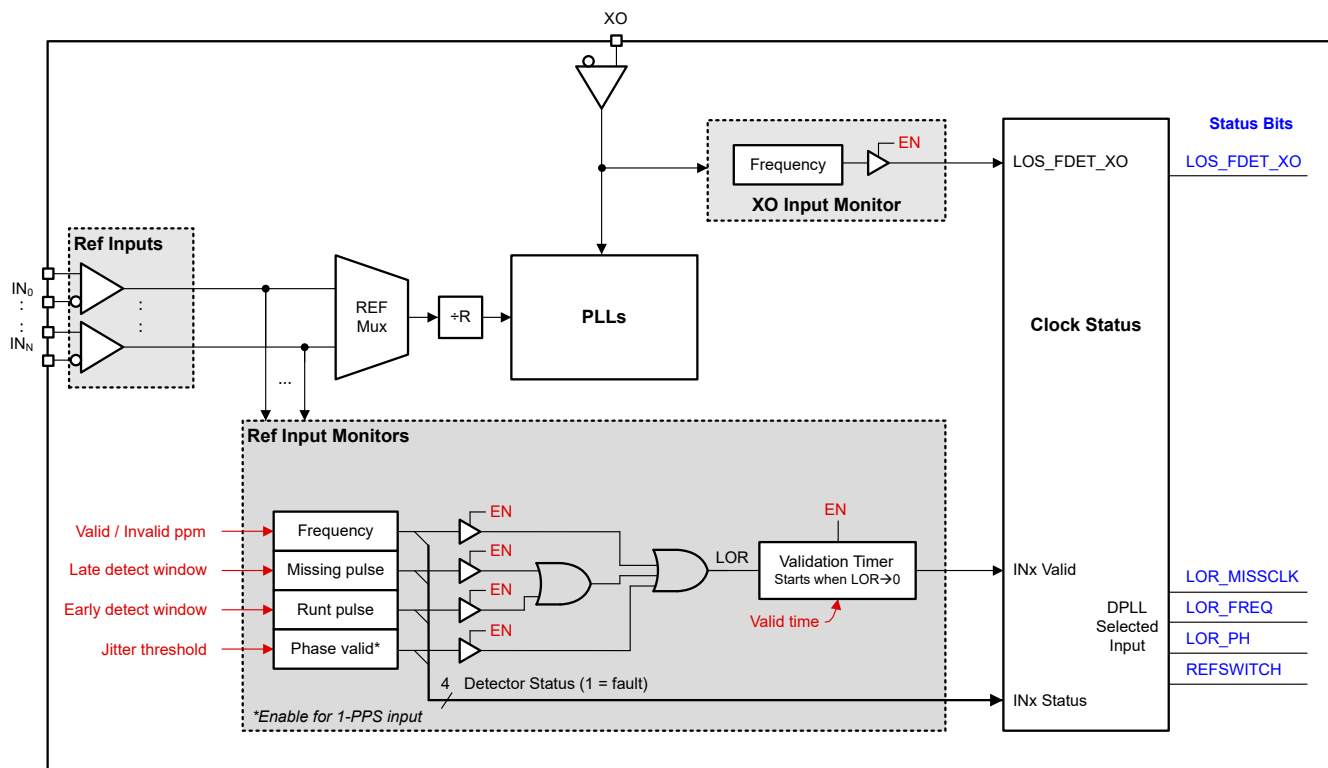 XO
Status Bits
EN
Frequency
LOS_FDET_XO
LOS_FDET_XO
XO Input Monitor
Ref Inputs
IN0
:
:
IN_N
:
:
REF
Mux
÷R
PLLs
Clock Status
...
Ref Input Monitors
EN
EN
Valid / Invalid ppm
Frequency
EN
LOR
Validation Timer
Starts when LOR→0
Late detect window
Missing pulse
INx Valid
LOR_MISSCLK
EN
Early detect window
Runt pulse
Valid time
DPLL
Selected
Input
LOR_FREQ
EN
Jitter threshold
Phase valid*
LOR_PH
REFSWITCH
4
Detector Status (1 = fault)
INx Status
*Enable for 1-PPS input